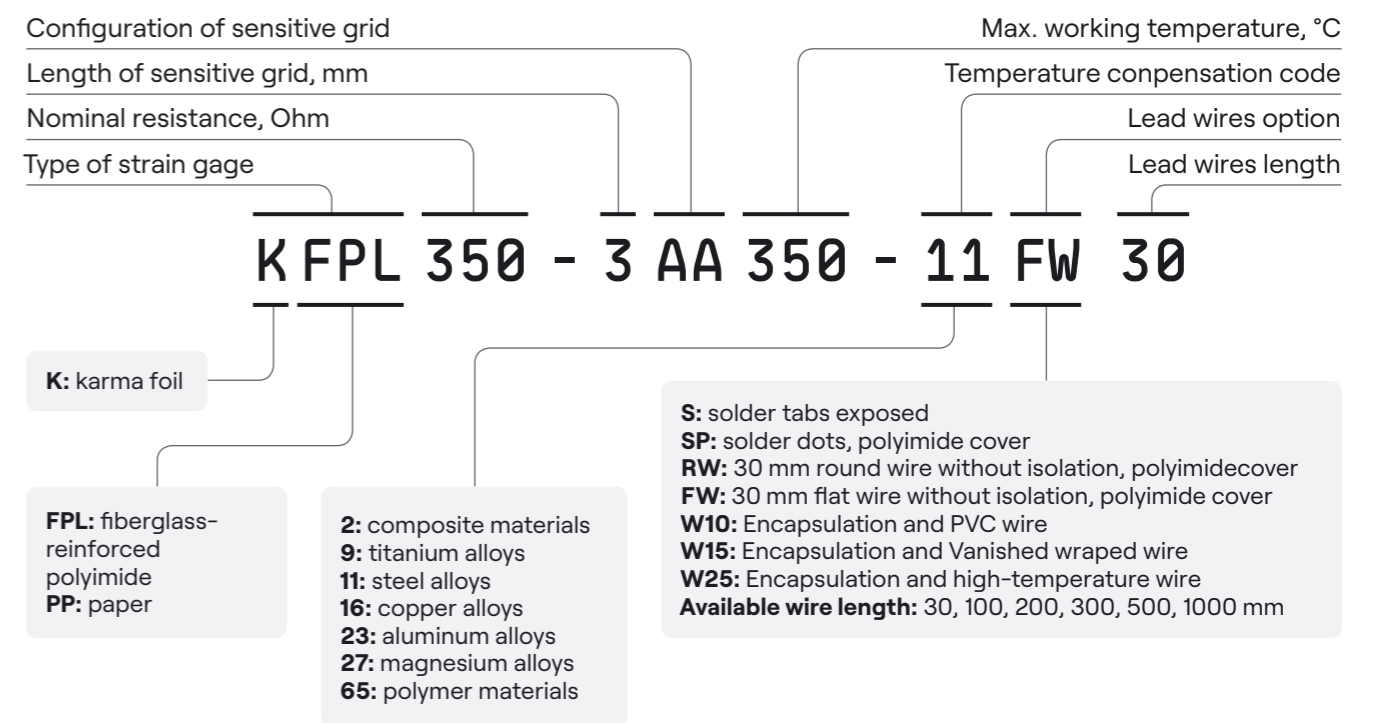 Configuration of sensitive grid
Length of sensitive grid, mm
Nominal resistance, Ohm
Type of strain gage
Max. working temperature, °C
Temperature conpensation code
Lead wires option
Lead wires length
K FPL 350 - 3 AA 350 - 11 FW 30
K: karma foil
FPL: fiberglass-
reinforced
polyimide
PP: paper
2: composite materials
9: titanium alloys
11: steel alloys
16: copper alloys
23: aluminum alloys
27: magnesium alloys
65: polymer materials
S: solder tabs exposed
SP: solder dots, polyimide cover
RW: 30 mm round wire without isolation, polyimidecover
FW: 30 mm flat wire without isolation, polyimide cover
W10: Encapsulation and PVC wire
W15: Encapsulation and Vanished wraped wire
W25: Encapsulation and high-temperature wire
Available wire length: 30, 100, 200, 300, 500, 1000 mm